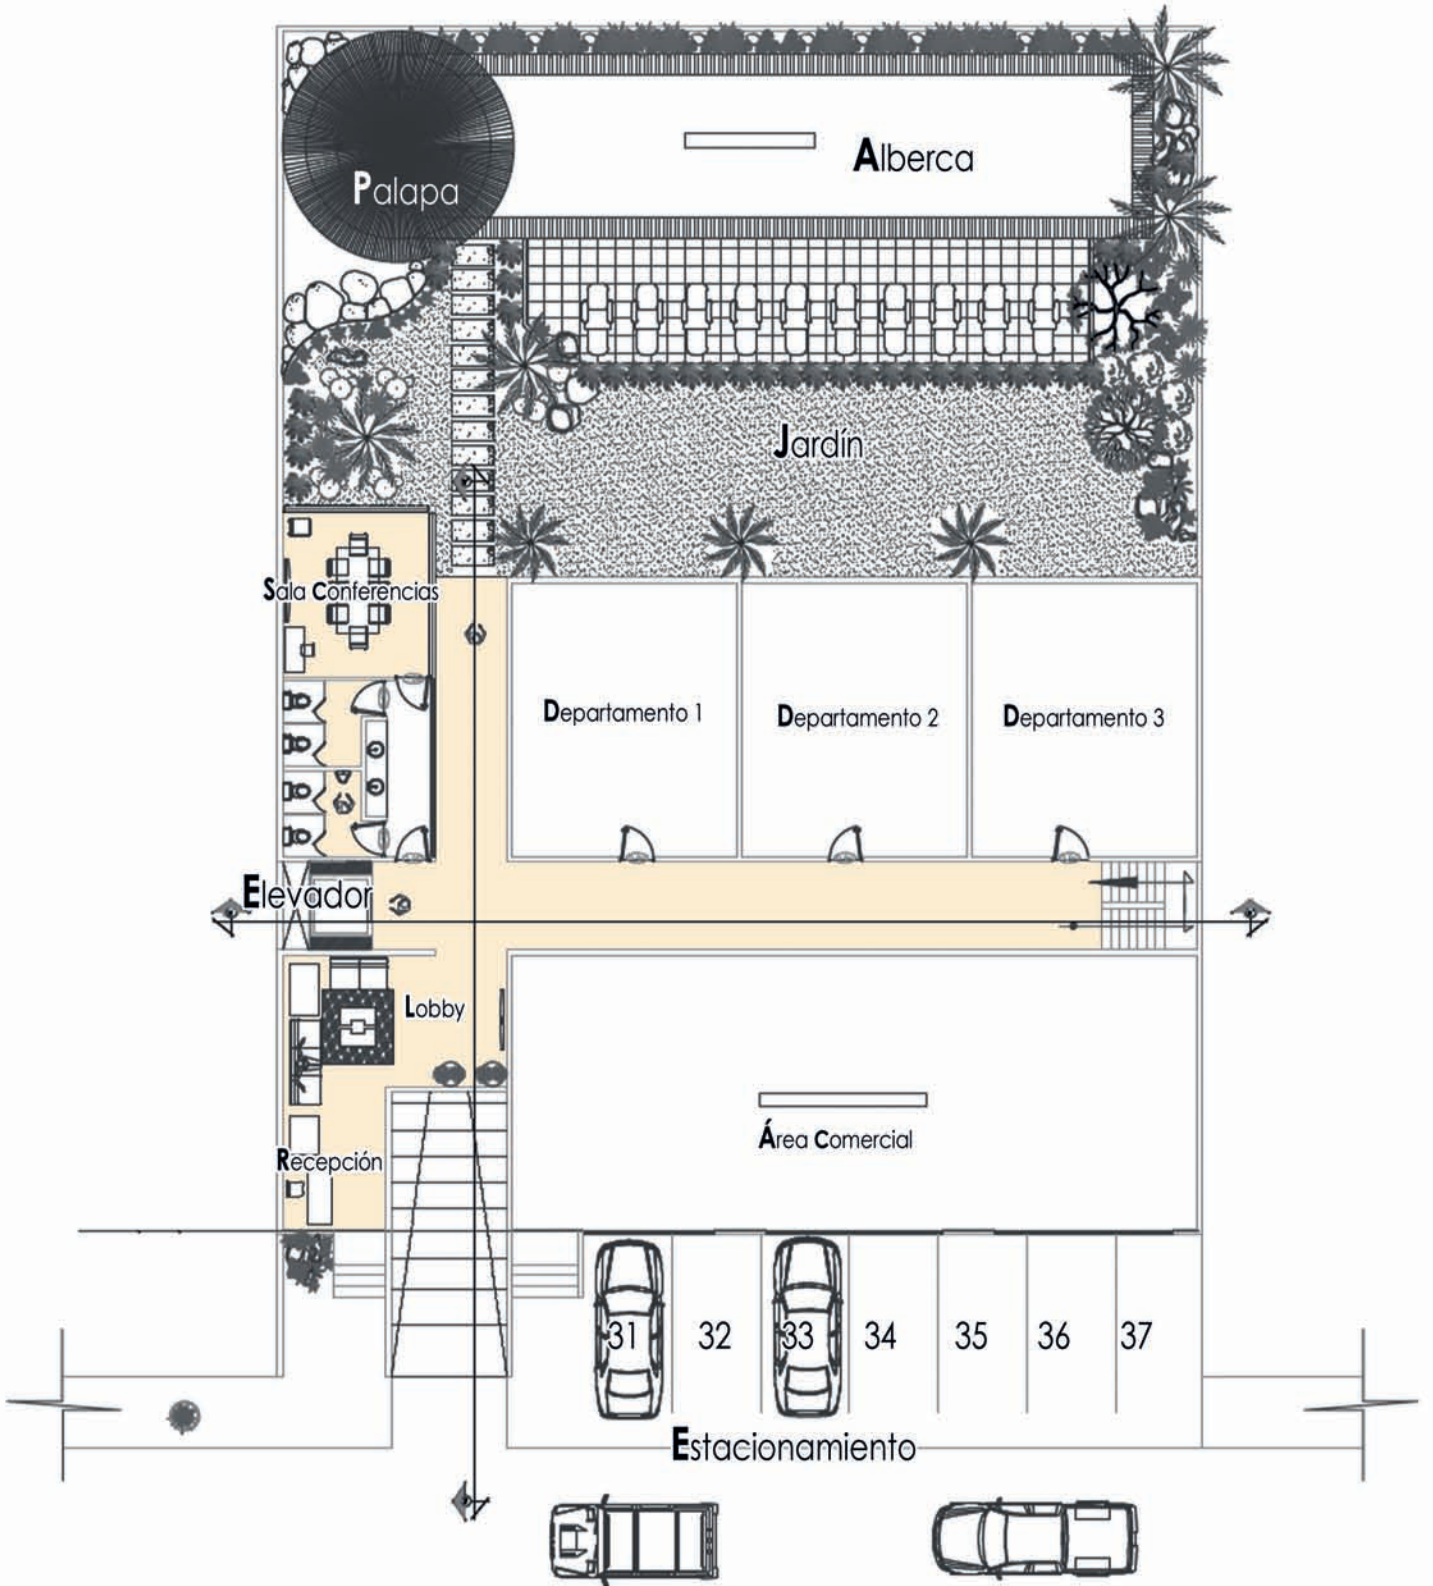 Palapa
Alberca
Jardín
Sala Conferencias
Departamento 1
Departamento 2
Departamento 3
Elevador
Lobby
Área Comercial
Recepción
31
32
33
34
35
36
37
Estacionamiento